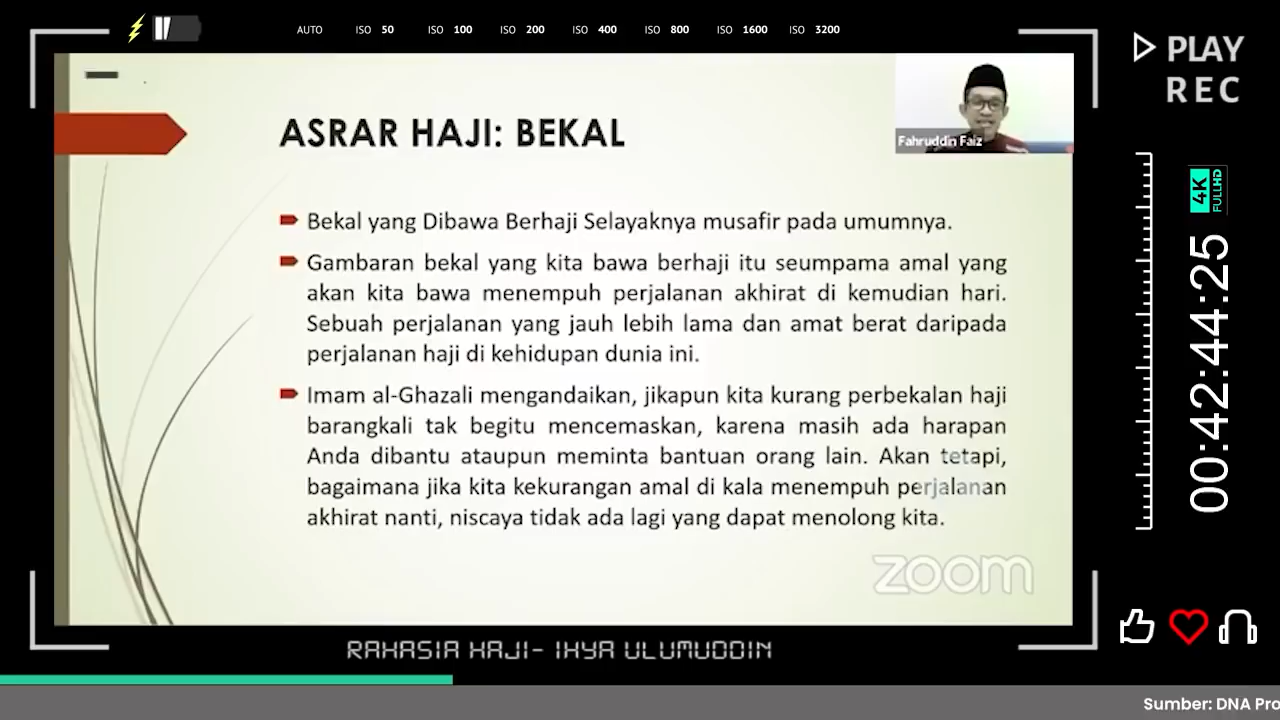 AUTO ISO 50 ISO 100 ISO 200 ISO 400 ISO 800 ISO 1600 ISO 3200
PLAY
REC
4K
FULLHD
00:42:44:25
ASRAR HAJI: BEKAL
Fahruddin Faiz
Bekal yang Dibawa Berhaji Selayaknya musafir pada umumnya.
Gambaran bekal yang kita bawa berhaji itu seumpama amal yang
akan kita bawa menempuh perjalanan akhirat di kemudian hari.
Sebuah perjalanan yang jauh lebih lama dan amat berat daripada
perjalanan haji di kehidupan dunia ini.
Imam al-Ghazali mengandaikan, jikapun kita kurang perbekalan haji
barangkali tak begitu mencemaskan, karena masih ada harapan
Anda dibantu ataupun meminta bantuan orang lain. Akan tetapi,
bagaimana jika kita kekurangan amal di kala menempuh perjalanan
akhirat nanti, niscaya tidak ada lagi yang dapat menolong kita.
zoom
RAHASIA HAJI- IHYA ULUMUDDIN
Sumber: DNA Pro